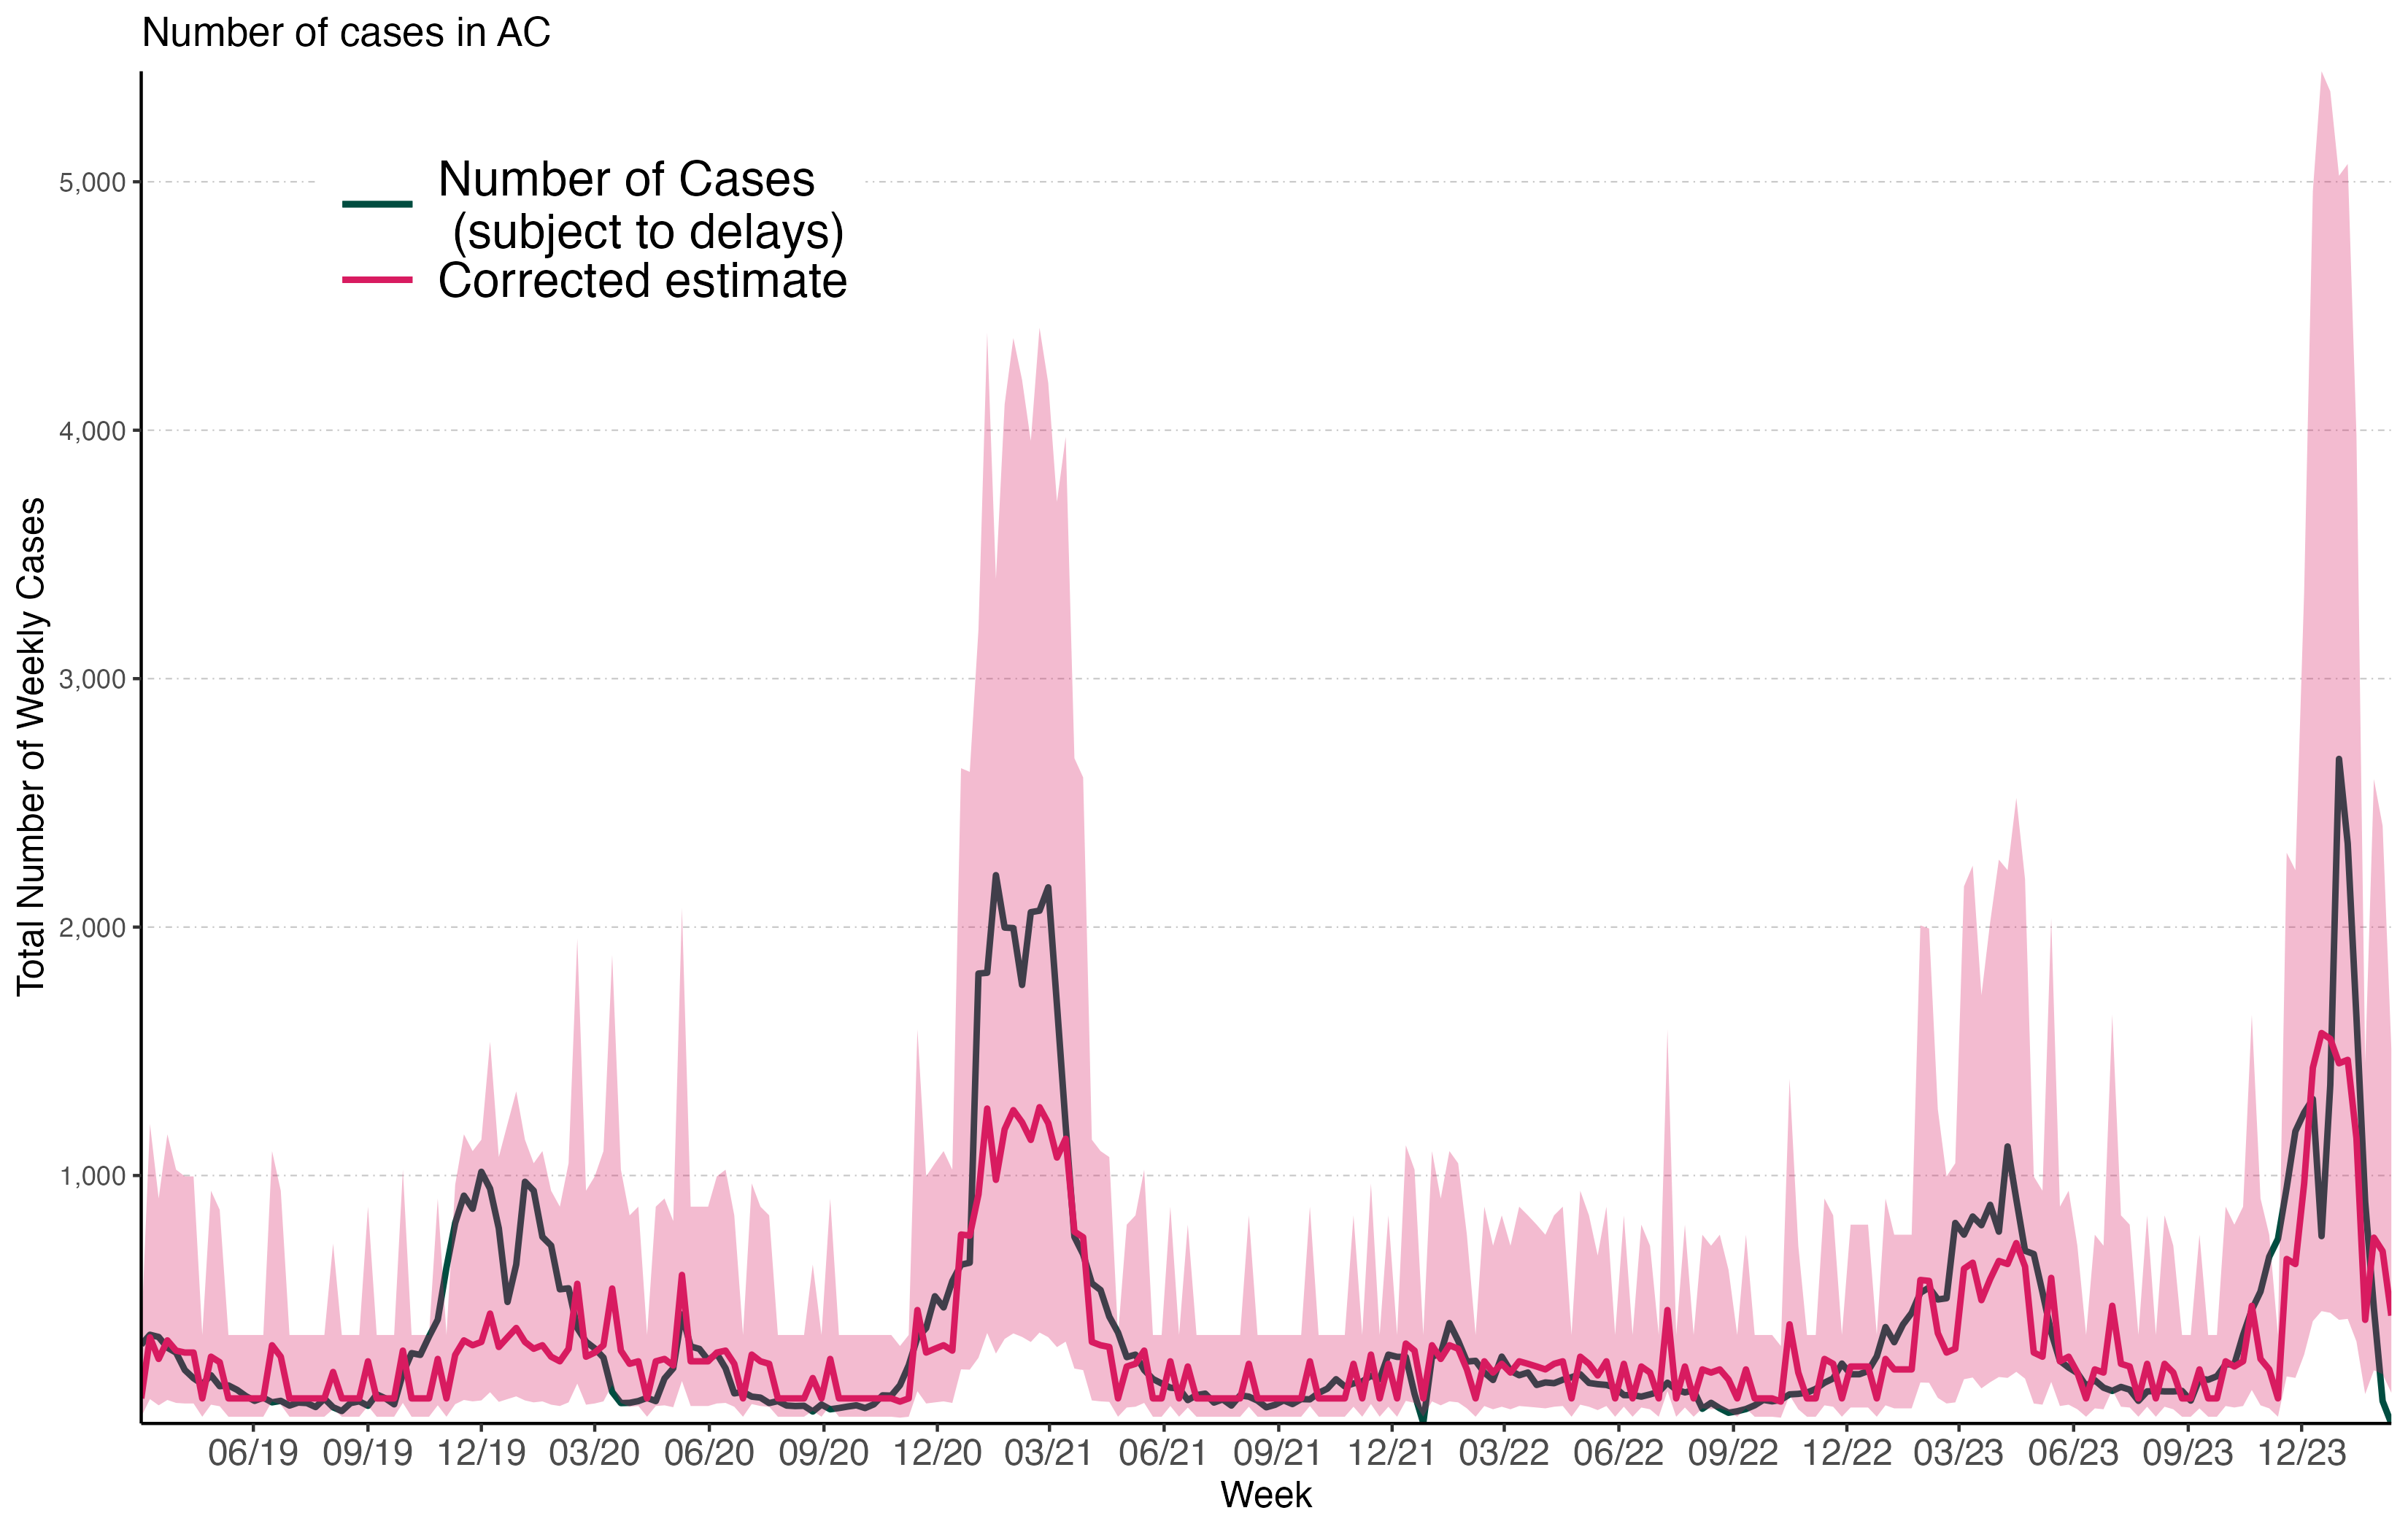 Number of cases in AC
Number of Cases
(subject to delays)
Corrected estimate
Total Number of Weekly Cases
5,000
4,000
3,000
2,000
1,000
06/19 09/19 12/19 03/20 06/20 09/20 12/20 03/21 06/21 09/21 12/21 03/22 06/22 09/22 12/22 03/23 06/23 09/23 12/23
Week